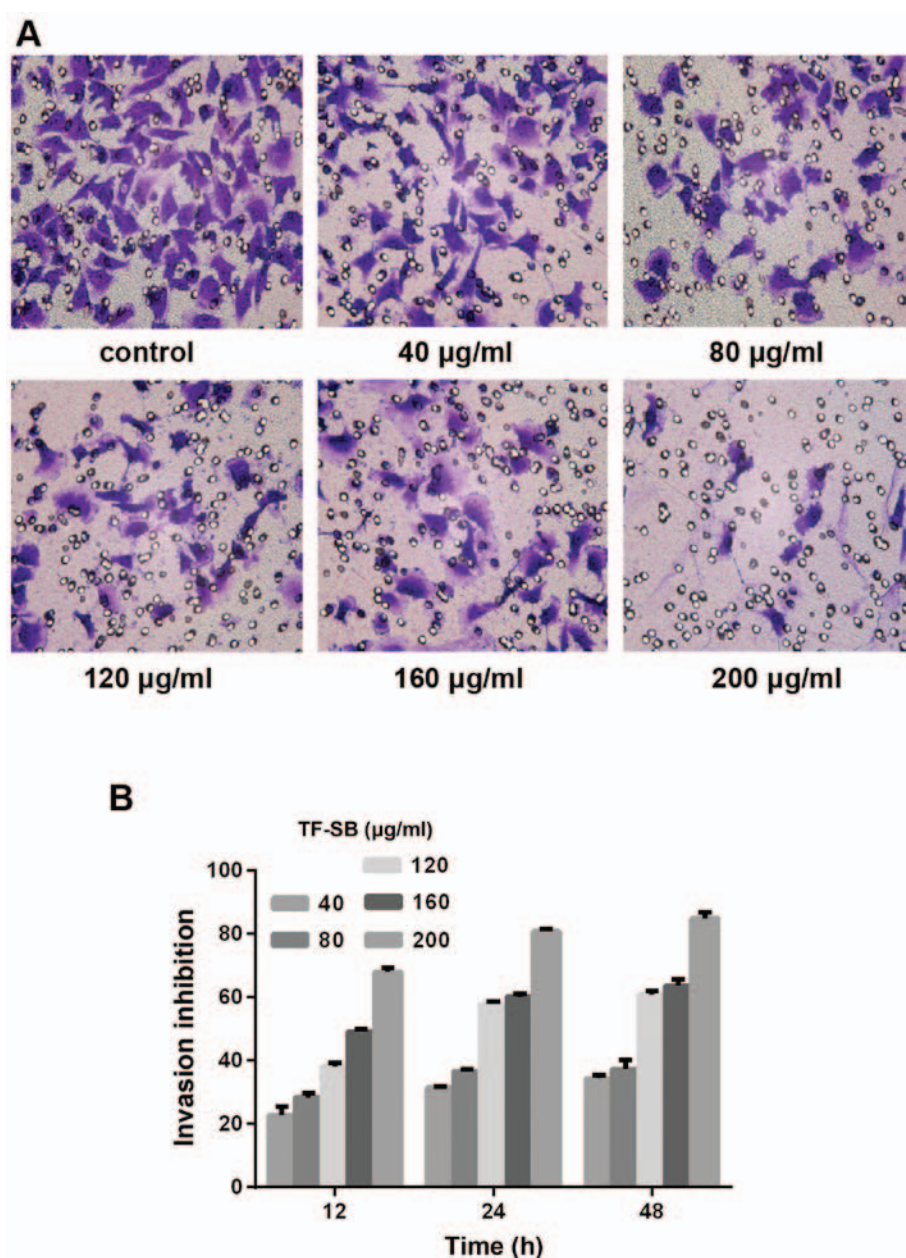 A
control
40 µg/ml
80 µg/ml
120 µg/ml
160 µg/ml
200 µg/ml
B
TF-SB (µg/ml)
40
80
120
160
200
Invasion inhibition
100
80
60
40
20
0
12
24
48
Time (h)